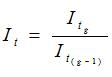 I_t = I_{t_g} / I_{t_{(g-1)}}